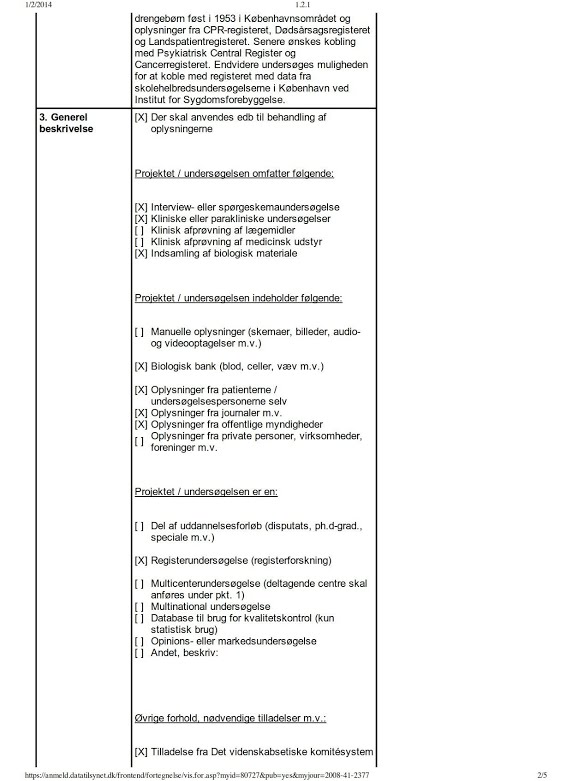 1/2/2014
1.2.1
drengebørn føst i 1953 i Københavnsområdet og
oplysninger fra CPR-registeret, Dødsårsagsregisteret
og Landspatientregisteret. Senere ønskes kobling
med Psykiatrisk Central Register og
Cancerregisteret. Endvidere undersøges muligheden
for at koble med registeret med data fra
skolehelbredsundersøgelserne i København ved
Institut for Sygdomsforebyggelse.
3. Generel
beskrivelse
[X] Der skal anvendes edb til behandling af
oplysningerne
Projektet / undersøgelsen omfatter følgende:
[X] Interview- eller spørgeskemaundersøgelse
[X] Kliniske eller parakliniske undersøgelser
[ ] Klinisk afprøvning af lægemidler
[ ] Klinisk afprøvning af medicinsk udstyr
[X] Indsamling af biologisk materiale
Projektet / undersøgelsen indeholder følgende:
[ ] Manuelle oplysninger (skemaer, billeder, audio-
og videooptagelser m.v.)
[X] Biologisk bank (blod, celler, væv m.v.)
[X] Oplysninger fra patienterne /
undersøgelsespersonerne selv
[X] Oplysninger fra journaler m.v.
[X] Oplysninger fra offentlige myndigheder
[ ] Oplysninger fra private personer, virksomheder,
foreninger m.v.
Projektet / undersøgelsen er en:
[ ] Del af uddannelsesforløb (disputats, ph.d-grad.,
speciale m.v.)
[X] Registerundersøgelse (registerforskning)
[ ] Multicenterundersøgelse (deltagende centre skal
anføres under pkt. 1)
[ ] Multinational undersøgelse
[ ] Database til brug for kvalitetskontrol (kun
statistisk brug)
[ ] Opinions- eller markedsundersøgelse
[ ] Andet, beskriv:
Øvrige forhold, nødvendige tilladelser m.v.:
[X] Tilladelse fra Det videnskabsetiske komitésystem
https://anmeld.datatilsynet.dk/frontend/fortegnelse/vis.for.asp?myid=80727&pub=yes&myjour=2008-41-2377
2/5